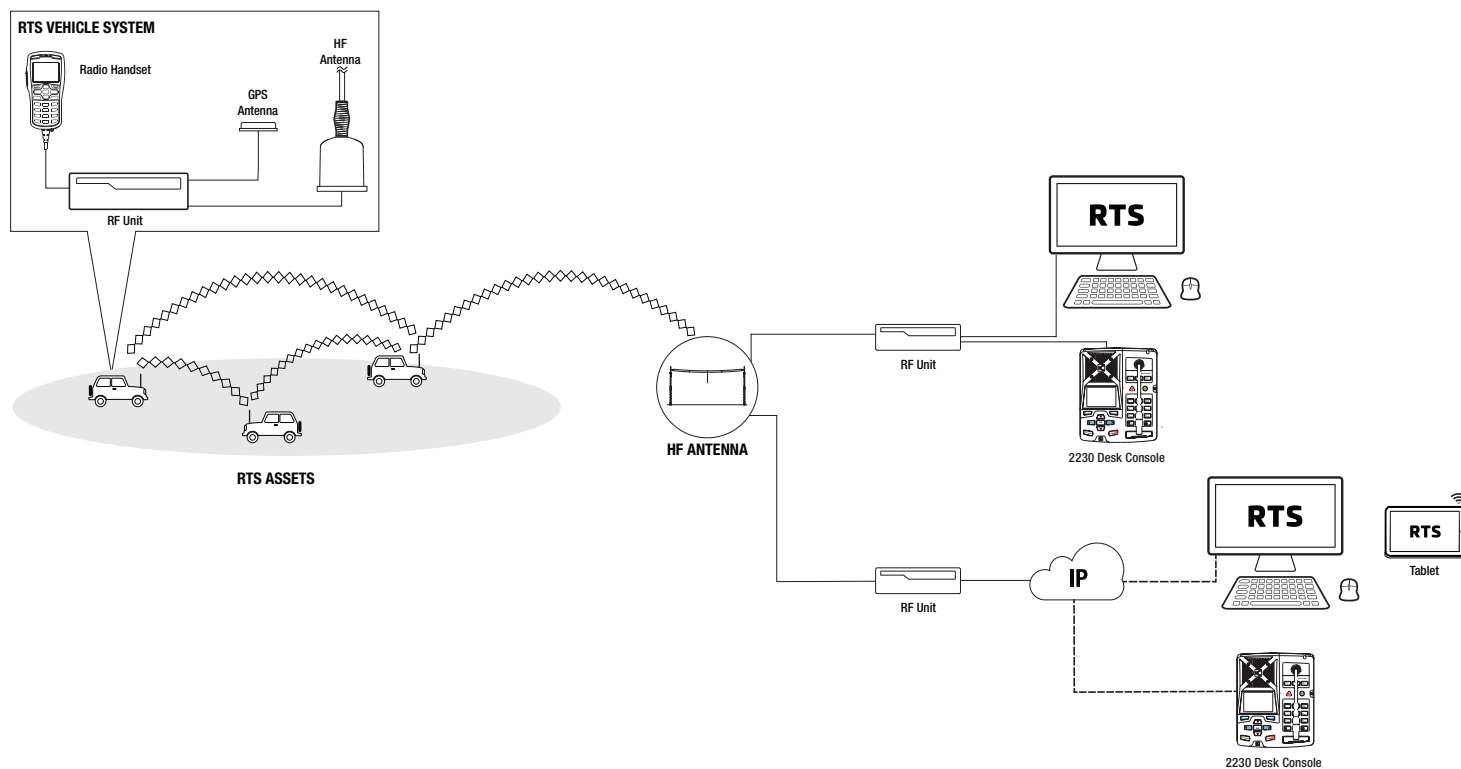 RTS VEHICLE SYSTEM
Radio Handset
HF
Antenna
GPS
Antenna
RF Unit
RTS ASSETS
HF ANTENNA
RF Unit
RTS
2230 Desk Console
RF Unit
IP
RTS
RTS
Tablet
2230 Desk Console